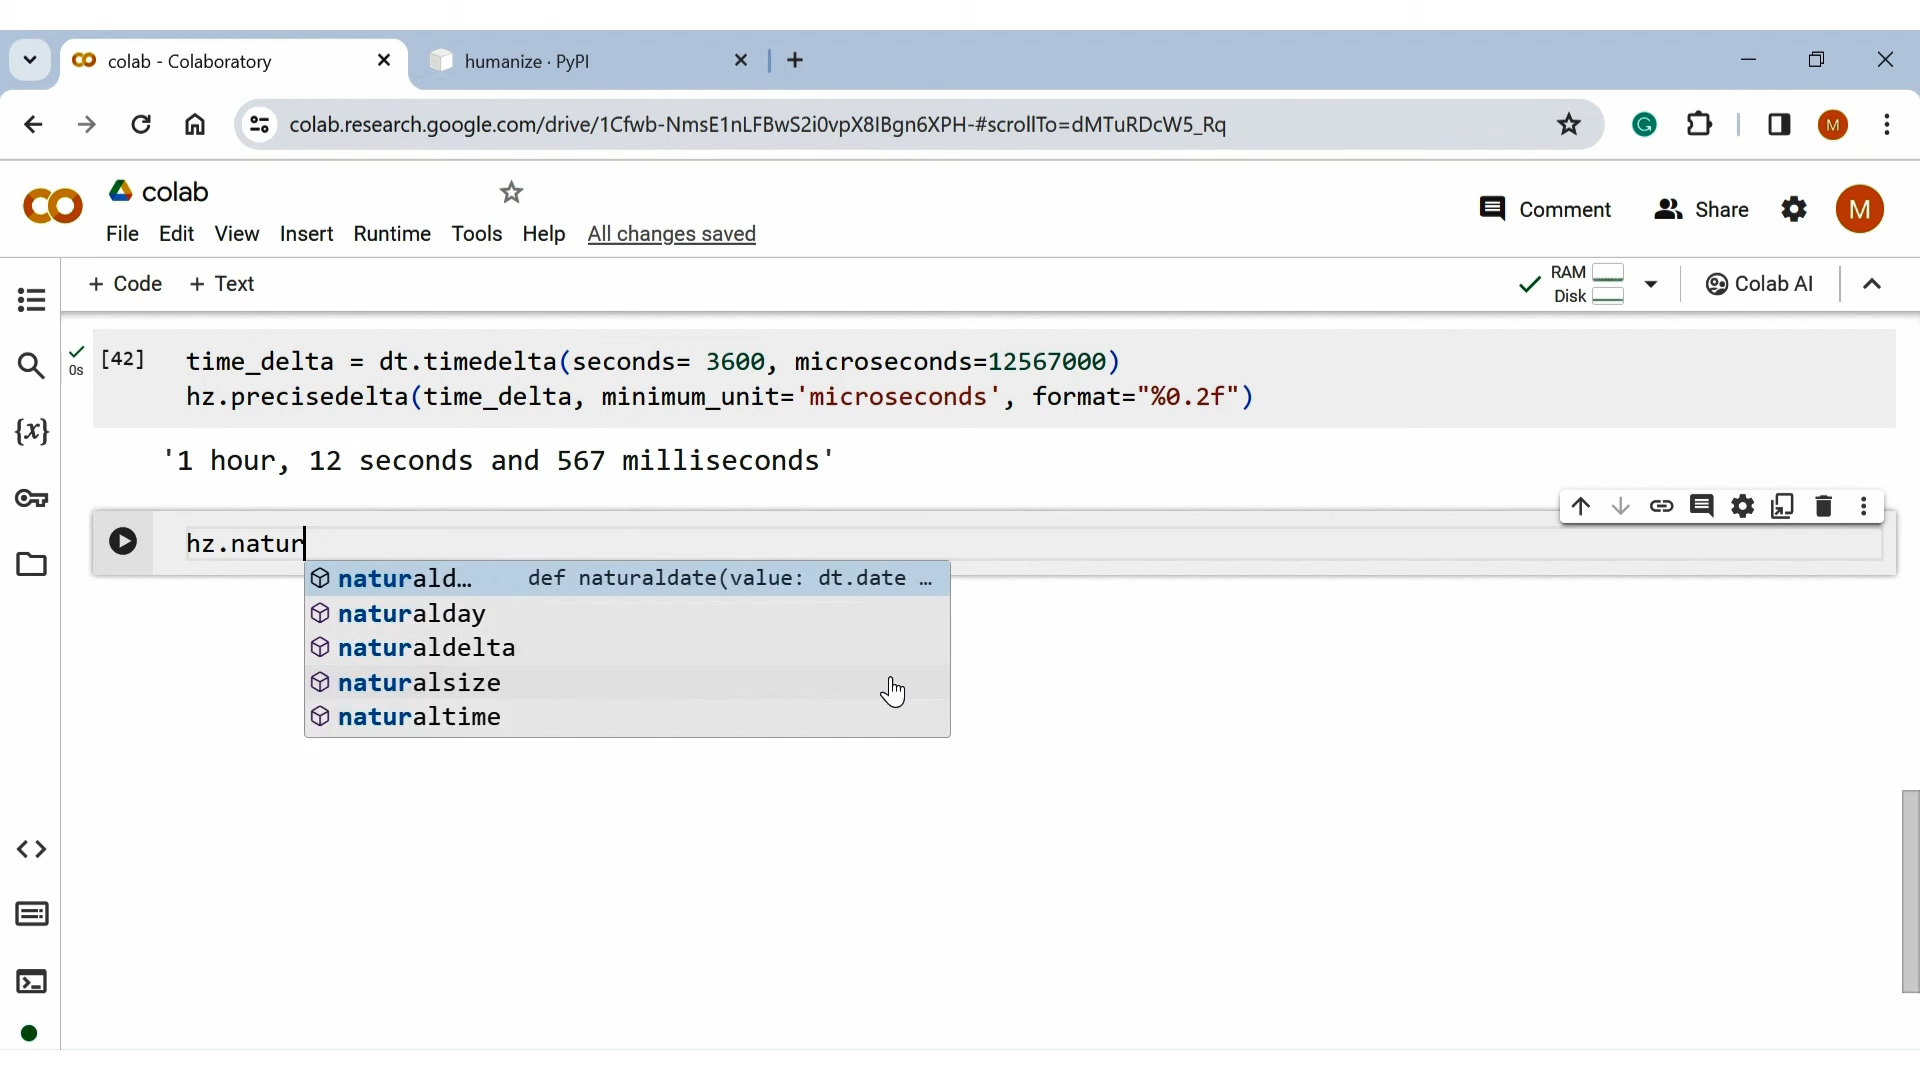 colab - Colaboratory
humanize · PyPI
colab.research.google.com/drive/1Cfwb-NmsE1nLFBwS2i0vpX8IBgn6XPH-#scrollTo=dMTuRDcW5_Rq
G
M
colab
File Edit View Insert Runtime Tools Help All changes saved
Comment
Share
M
+ Code + Text
RAM
Disk
Colab AI
0s
[42]
time_delta = dt.timedelta(seconds= 3600, microseconds=12567000)
hz.precisedelta(time_delta, minimum_unit='microseconds', format="%0.2f")
'1 hour, 12 seconds and 567 milliseconds'
{x}
hz.natur
naturald… def naturaldate(value: dt.date …
naturalday
naturaldelta
naturalsize
naturaltime